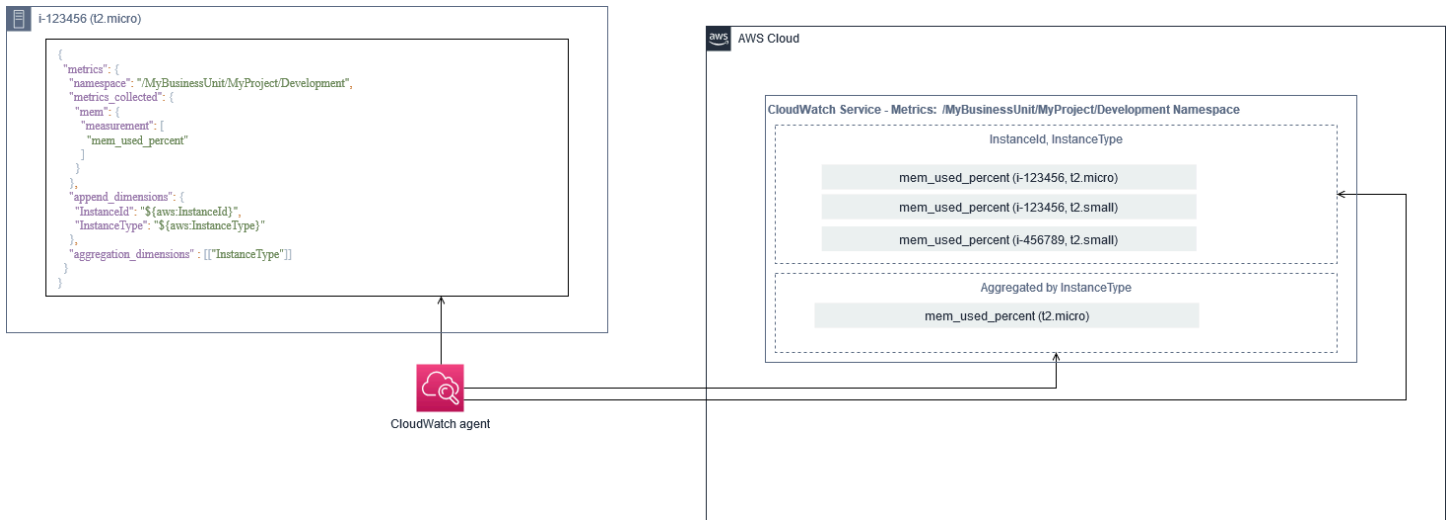 i-123456 (t2.micro)
{
"metrics": {
"namespace": "/MyBusinessUnit/MyProject/Development",
"metrics_collected": {
"mem": {
"measurement": [
"mem_used_percent"
]
}
},
"append_dimensions": {
"InstanceId": "${aws:InstanceId}",
"InstanceType": "${aws:InstanceType}"
},
"aggregation_dimensions" : [["InstanceType"]]
}
}
CloudWatch agent
aws
AWS Cloud
CloudWatch Service - Metrics: /MyBusinessUnit/MyProject/Development Namespace
InstanceId, InstanceType
mem_used_percent (i-123456, t2.micro)
mem_used_percent (i-123456, t2.small)
mem_used_percent (i-456789, t2.small)
Aggregated by InstanceType
mem_used_percent (t2.micro)